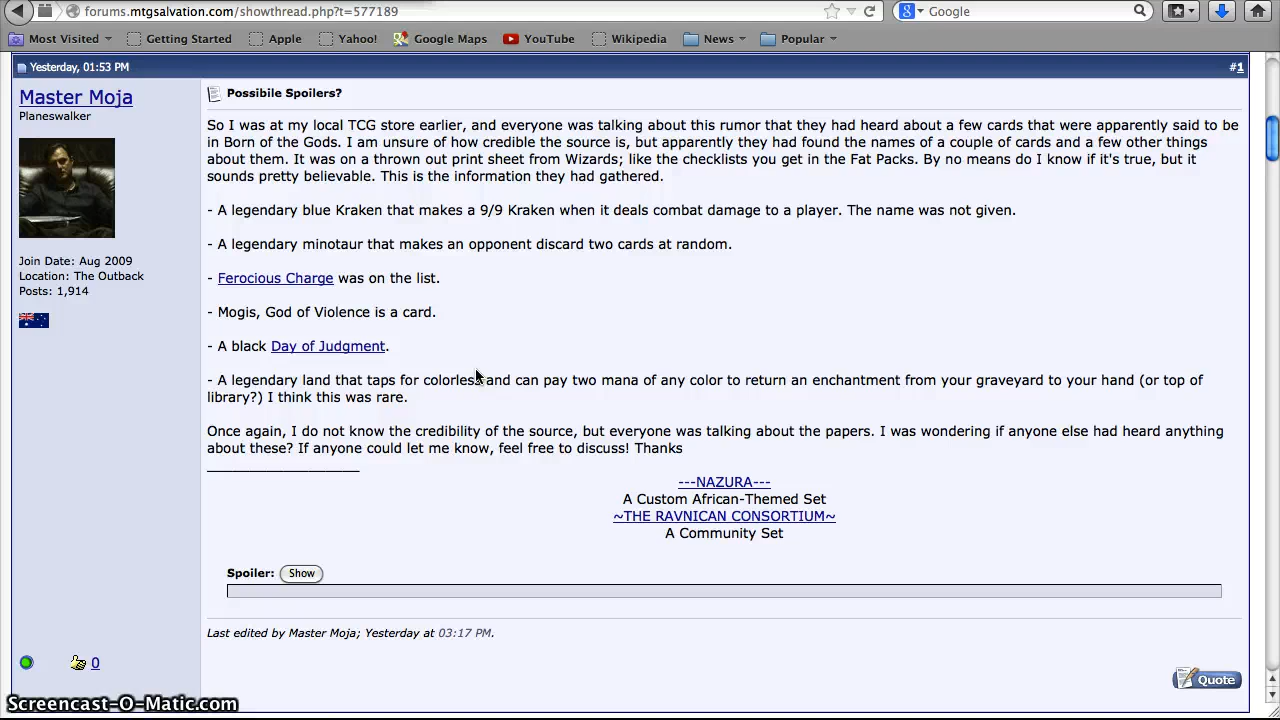 forums.mtgsalvation.com/showthread.php?t=577189
Google
Most Visited Getting Started Apple Yahoo! Google Maps YouTube Wikipedia News Popular
Yesterday, 01:53 PM #1
Master Moja
Planeswalker
Join Date: Aug 2009
Location: The Outback
Posts: 1,914
0
Possibile Spoilers?
So I was at my local TCG store earlier, and everyone was talking about this rumor that they had heard about a few cards that were apparently said to be
in Born of the Gods. I am unsure of how credible the source is, but apparently they had found the names of a couple of cards and a few other things
about them. It was on a thrown out print sheet from Wizards; like the checklists you get in the Fat Packs. By no means do I know if it's true, but it
sounds pretty believable. This is the information they had gathered.
- A legendary blue Kraken that makes a 9/9 Kraken when it deals combat damage to a player. The name was not given.
- A legendary minotaur that makes an opponent discard two cards at random.
- Ferocious Charge was on the list.
- Mogis, God of Violence is a card.
- A black Day of Judgment.
- A legendary land that taps for colorless and can pay two mana of any color to return an enchantment from your graveyard to your hand (or top of
library?) I think this was rare.
Once again, I do not know the credibility of the source, but everyone was talking about the papers. I was wondering if anyone else had heard anything
about these? If anyone could let me know, feel free to discuss! Thanks
---NAZURA---
A Custom African-Themed Set
~THE RAVNICAN CONSORTIUM~
A Community Set
Spoiler: Show
Last edited by Master Moja; Yesterday at 03:17 PM.
Quote
Screencast-O-Matic.com